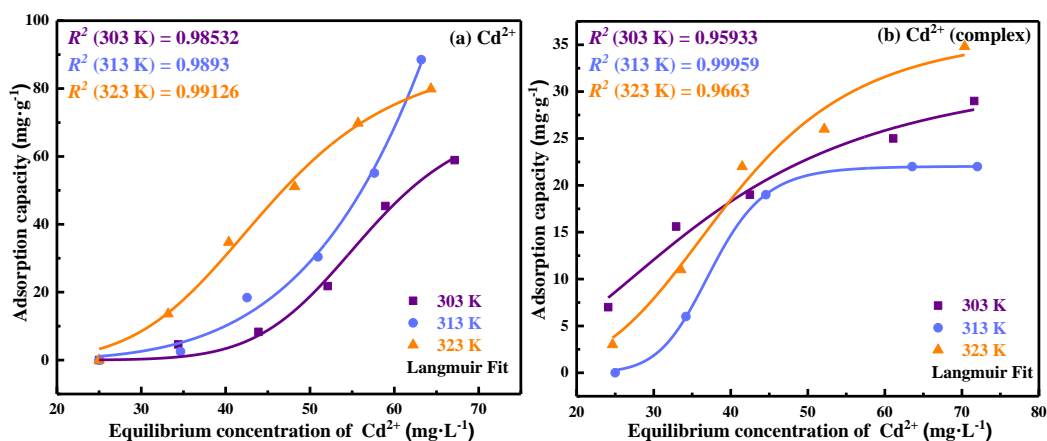 R² (303 K) = 0.98532
R² (313 K) = 0.9893
R² (323 K) = 0.99126
(a) Cd²⁺
100
80
60
40
20
0
Adsorption capacity (mg·g⁻¹)
303 K
313 K
323 K
Langmuir Fit
20 30 40 50 60 70
Equilibrium concentration of Cd²⁺ (mg·L⁻¹)
R² (303 K) = 0.95933
R² (313 K) = 0.99959
R² (323 K) = 0.9663
(b) Cd²⁺ (complex)
35
30
25
20
15
10
5
0
Adsorption capacity (mg·g⁻¹)
303 K
313 K
323 K
Langmuir Fit
20 30 40 50 60 70 80
Equilibrium concentration of Cd²⁺ (mg·L⁻¹)